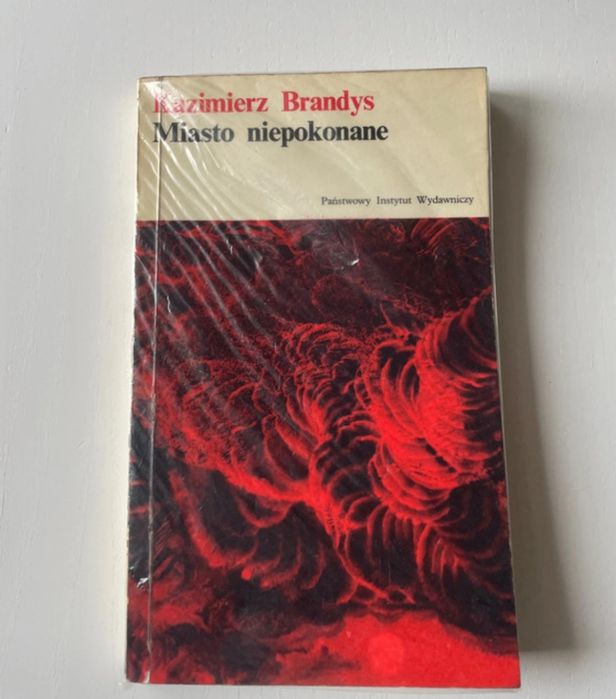 Kazimierz Brandys
Miasto niepokonane
Państwowy Instytut Wydawniczy